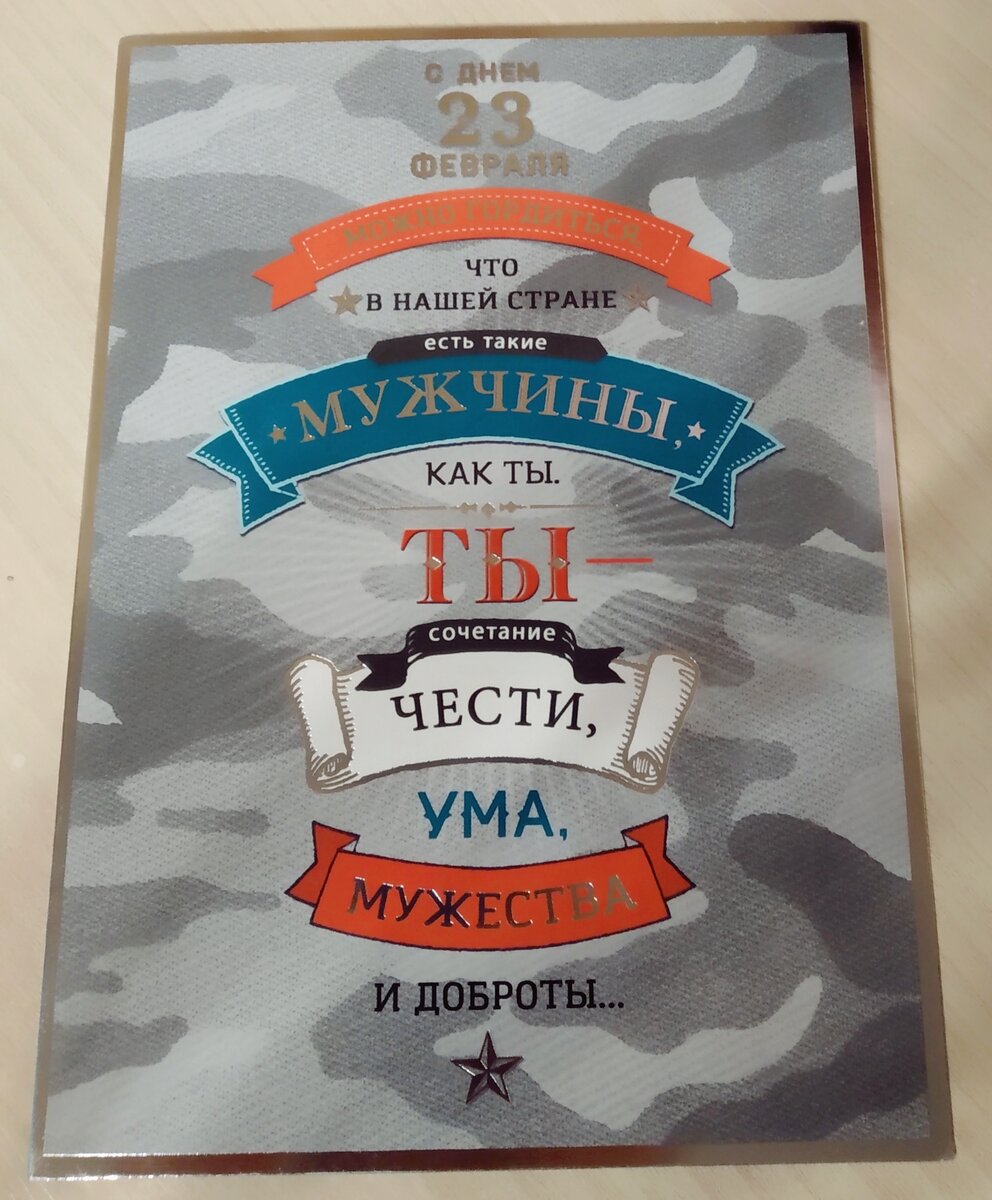 С ДНЕМ
23
ФЕВРАЛЯ
МОЖНО ГОРДИТЬСЯ,
ЧТО
В НАШЕЙ СТРАНЕ
есть такие
МУЖЧИНЫ,
КАК ТЫ.
ТЫ —
сочетание
ЧЕСТИ,
УМА,
МУЖЕСТВА
И ДОБРОТЫ...